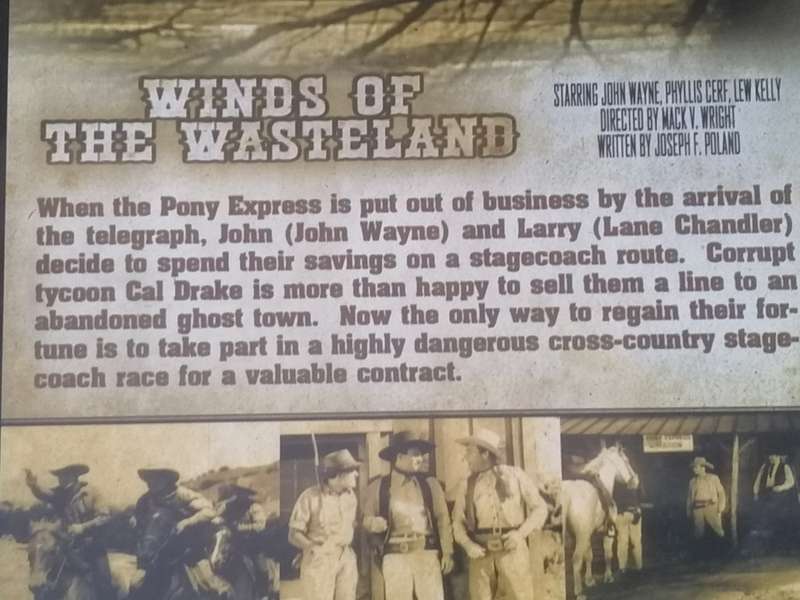 WINDS OF
THE WASTELAND
STARRING JOHN WAYNE, PHYLLIS CERF, LEW KELLY
DIRECTED BY MACK V. WRIGHT
WRITTEN BY JOSEPH F. POLAND
When the Pony Express is put out of business by the arrival of
the telegraph, John (John Wayne) and Larry (Lane Chandler)
decide to spend their savings on a stagecoach route. Corrupt
tycoon Cal Drake is more than happy to sell them a line to an
abandoned ghost town. Now the only way to regain their for-
tune is to take part in a highly dangerous cross-country stage-
coach race for a valuable contract.